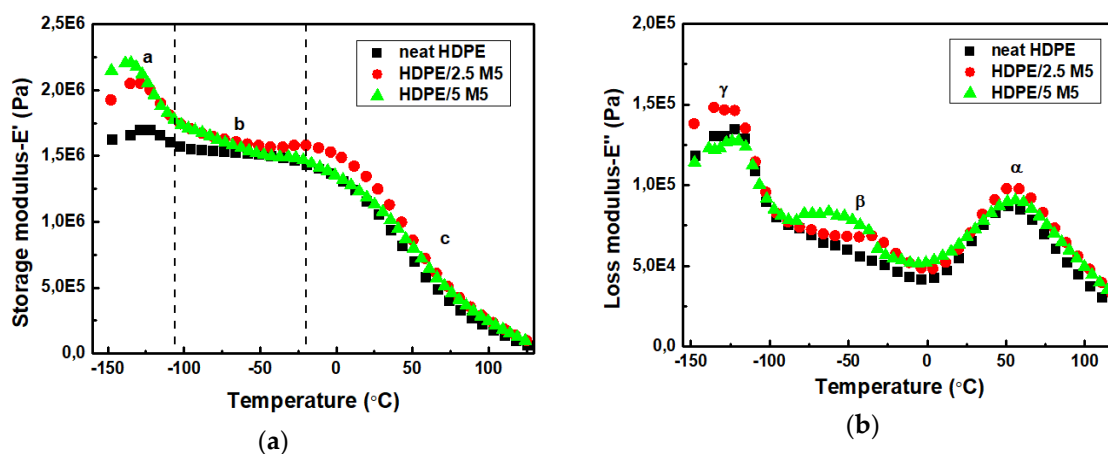 2,5E6
2,0E6
1,5E6
1,0E6
5,0E5
0,0
Storage modulus-E' (Pa)
-150
-100
-50
0
50
100
Temperature (°C)
a
b
c
neat HDPE
HDPE/2.5 M5
HDPE/5 M5
(a)
2,0E5
1,5E5
1,0E5
5,0E4
0,0
Loss modulus-E'' (Pa)
-150
-100
-50
0
50
100
Temperature (°C)
γ
β
α
neat HDPE
HDPE/2.5 M5
HDPE/5 M5
(b)